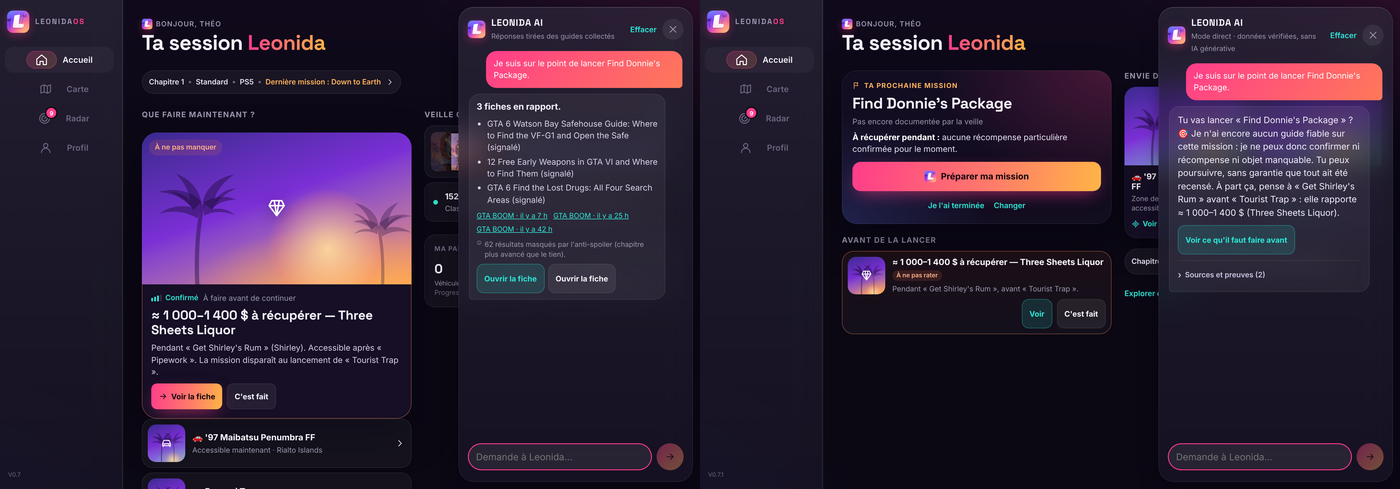 LEONIDAOS
Accueil
Carte
9
Radar
Profil
V0.7
BONJOUR, THÉO
Ta session Leonida
Chapitre 1 • Standard • PS5 • Dernière mission : Down to Earth
QUE FAIRE MAINTENANT ?
À ne pas manquer
Confirmé À faire avant de continuer
≈ 1 000–1 400 $ à récupérer — Three
Sheets Liquor
Pendant « Get Shirley's Rum » (Shirley). Accessible après «
Pipework ». La mission disparaît au lancement de « Tourist Trap
».
→ Voir la fiche
C'est fait
🚗 '97 Maibatsu Penumbra FF
Accessible maintenant · Rialto Islands
VEILLE
152
Clas
MA PA
0
Véhicule
Progres
LEONIDA AI
Réponses tirées des guides collectés
Effacer
Je suis sur le point de lancer Find Donnie's
Package.
3 fiches en rapport.
• GTA 6 Watson Bay Safehouse Guide: Where
to Find the VF-G1 and Open the Safe
(signalé)
• 12 Free Early Weapons in GTA VI and Where
to Find Them (signalé)
• GTA 6 Find the Lost Drugs: All Four Search
Areas (signalé)
GTA BOOM · il y a 7 h GTA BOOM · il y a 25 h
GTA BOOM · il y a 42 h
62 résultats masqués par l'anti-spoiler (chapitre
plus avancé que le tien).
Ouvrir la fiche
Ouvrir la fiche
Demande à Leonida...
LEONIDAOS
Accueil
Carte
9
Radar
Profil
V0.7.1
BONJOUR, THÉO
Ta session Leonida
TA PROCHAINE MISSION
Find Donnie's Package
Pas encore documentée par la veille
À récupérer pendant : aucune récompense particulière
confirmée pour le moment.
Préparer ma mission
Je l'ai terminée Changer
AVANT DE LA LANCER
≈ 1 000–1 400 $ à récupérer — Three Sheets Liquor
À ne pas rater
Pendant « Get Shirley's Rum », avant « Tourist Trap ».
Voir
C'est fait
ENVIE D
🚗 '97
FF
Zone de
accessib
Voir
Chapitre
Explorer
LEONIDA AI
Mode direct · données vérifiées, sans
IA générative
Effacer
Je suis sur le point de lancer Find Donnie's
Package.
Tu vas lancer « Find Donnie's Package » ?
🎯 Je n'ai encore aucun guide fiable sur
cette mission : je ne peux donc confirmer ni
récompense ni objet manquable. Tu peux
poursuivre, sans garantie que tout ait été
recensé. À part ça, pense à « Get Shirley's
Rum » avant « Tourist Trap » : elle rapporte
≈ 1 000–1 400 $ (Three Sheets Liquor).
Voir ce qu'il faut faire avant
› Sources et preuves (2)
Demande à Leonida...